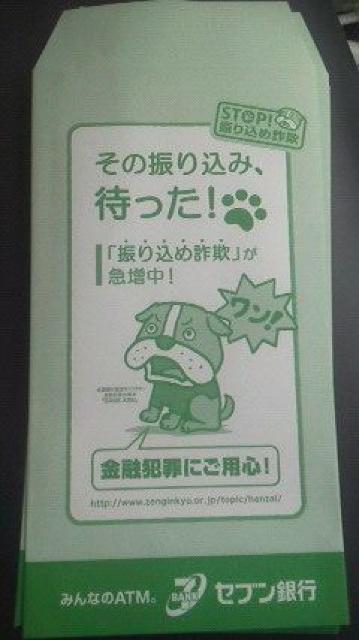 STOP!
振り込め詐欺
その振り込み、
待った!
「振り込め詐欺」が
急増中!
ワン!
金融犯罪にご用心!
http://www.zenginkyo.or.jp/topic/hanzai/
みんなのATM。
7 BANK
セブン銀行